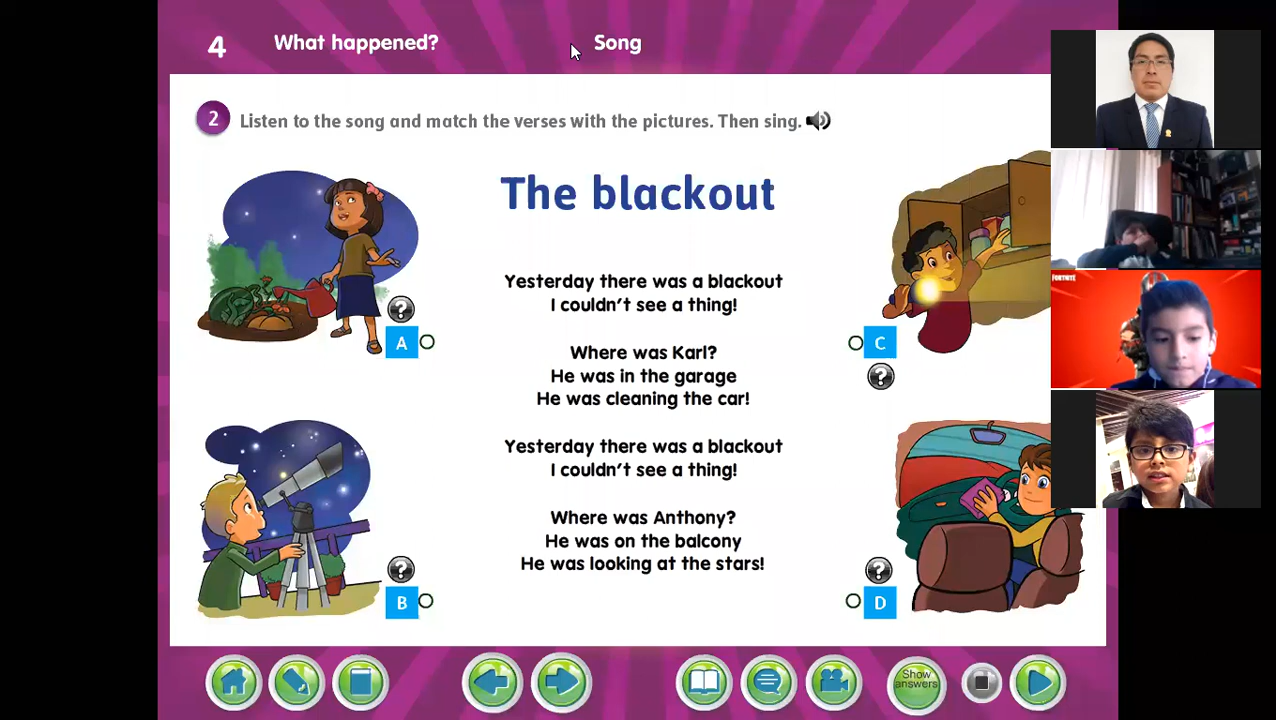 4 What happened? Song
2 Listen to the song and match the verses with the pictures. Then sing.
The blackout
Yesterday there was a blackout
I couldn't see a thing!
Where was Karl?
He was in the garage
He was cleaning the car!
Yesterday there was a blackout
I couldn't see a thing!
Where was Anthony?
He was on the balcony
He was looking at the stars!
?
A
?
B
C
?
?
D
FORTNITE
Show
answers